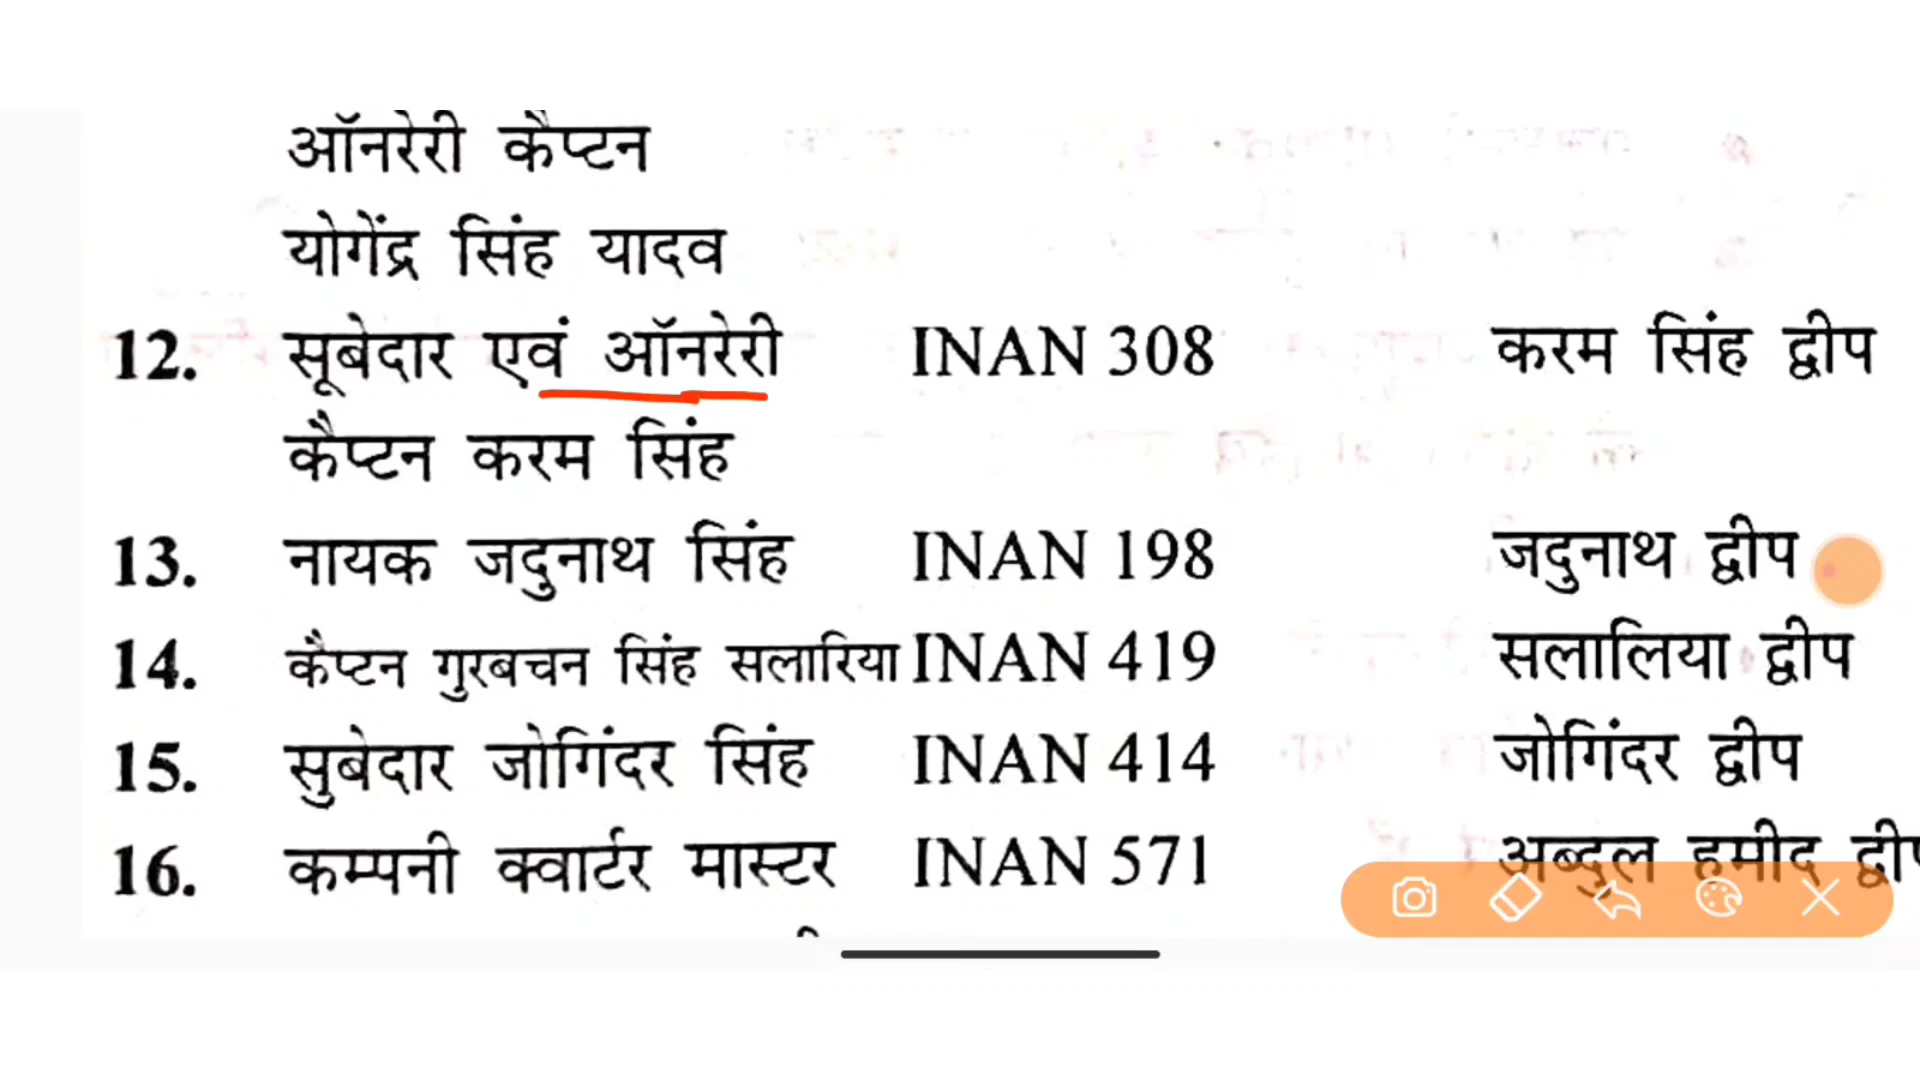 ऑनरेरी कैप्टन
योगेंद्र सिंह यादव
12. सूबेदार एवं ऑनरेरी INAN 308 करम सिंह द्वीप
कैप्टन करम सिंह
13. नायक जदुनाथ सिंह INAN 198 जदुनाथ द्वीप
14. कैप्टन गुरबचन सिंह सलारिया INAN 419 सलालिया द्वीप
15. सुबेदार जोगिंदर सिंह INAN 414 जोगिंदर द्वीप
16. कम्पनी क्वार्टर मास्टर INAN 571 अब्दुल हमीद